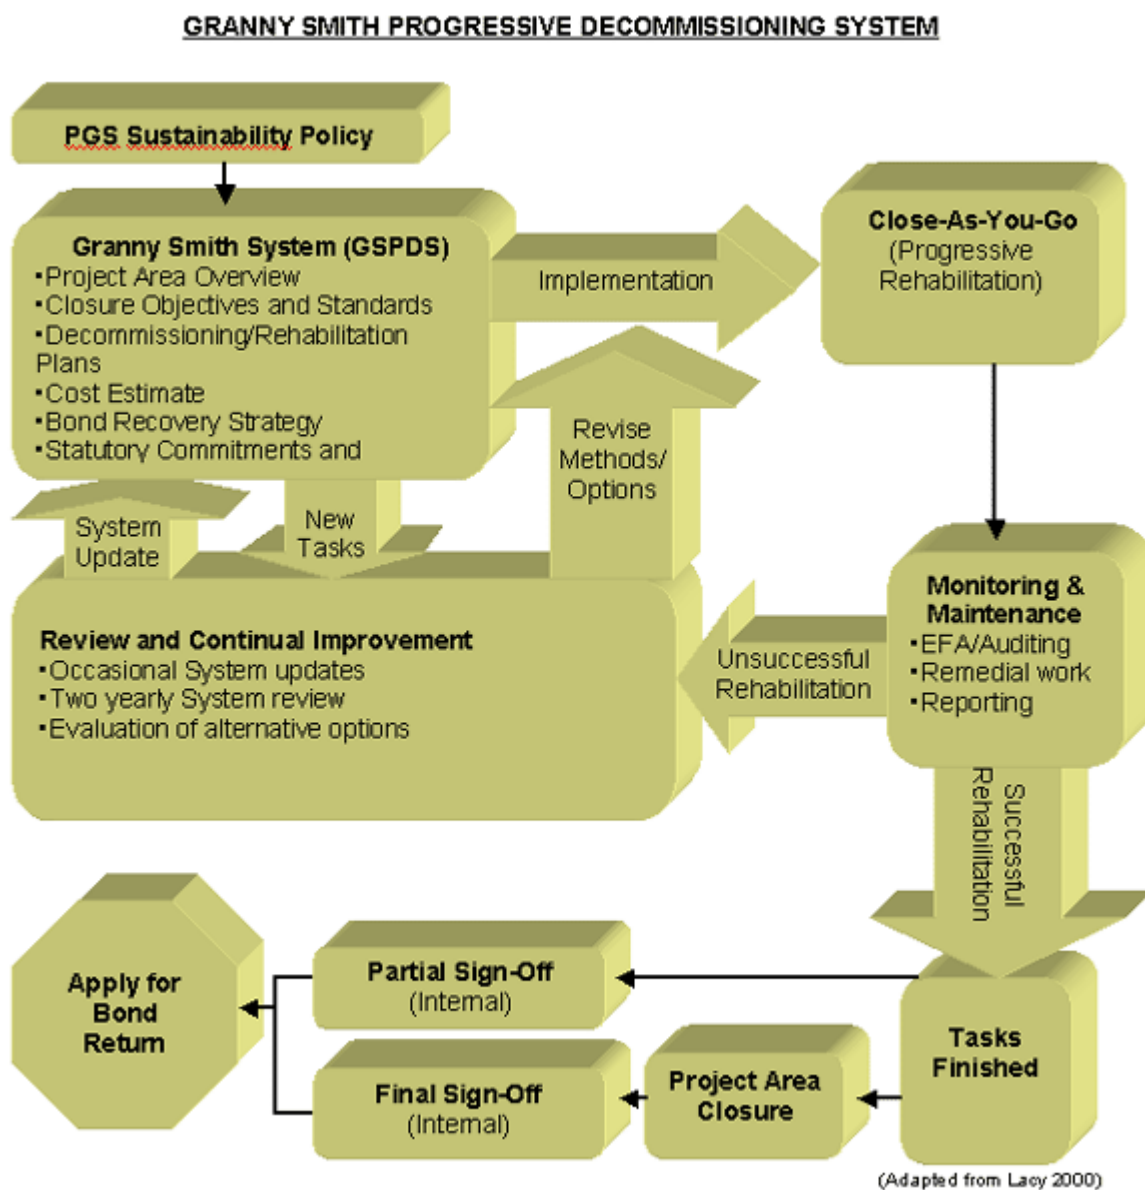 GRANNY SMITH PROGRESSIVE DECOMMISSIONING SYSTEM
PGS Sustainability Policy
Granny Smith System (GSPDS)
▪Project Area Overview
▪Closure Objectives and Standards
▪Decommissioning/Rehabilitation
Plans
▪Cost Estimate
▪Bond Recovery Strategy
▪Statutory Commitments and
Implementation
Close-As-You-Go
(Progressive
Rehabilitation)
Revise
Methods/
Options
System
Update
New
Tasks
Review and Continual Improvement
▪Occasional System updates
▪Two yearly System review
▪Evaluation of alternative options
Unsuccessful
Rehabilitation
Monitoring &
Maintenance
▪EFA/Auditing
▪Remedial work
▪Reporting
Successful
Rehabilitation
Tasks
Finished
Partial Sign-Off
(Internal)
Project Area
Closure
Final Sign-Off
(Internal)
Apply for
Bond
Return
(Adapted from Lacy 2000)